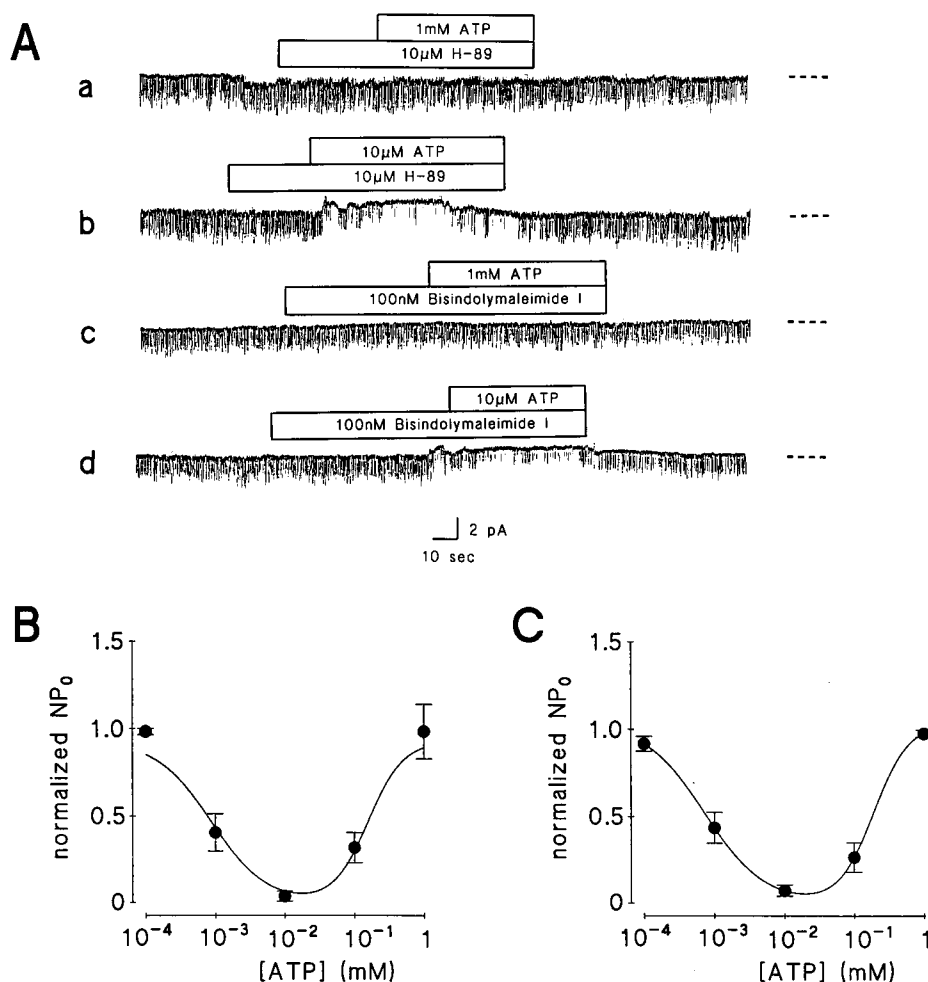 A
1mM ATP
10µM H-89
a
10µM ATP
10µM H-89
b
1mM ATP
100nM Bisindolymaleimide I
c
10µM ATP
100nM Bisindolymaleimide I
d
2 pA
10 sec
B
1.5
1.0
0.5
0
normalized NP₀
10⁻⁴ 10⁻³ 10⁻² 10⁻¹ 1
[ATP] (mM)
C
1.5
1.0
0.5
0
normalized NP₀
10⁻⁴ 10⁻³ 10⁻² 10⁻¹ 1
[ATP] (mM)